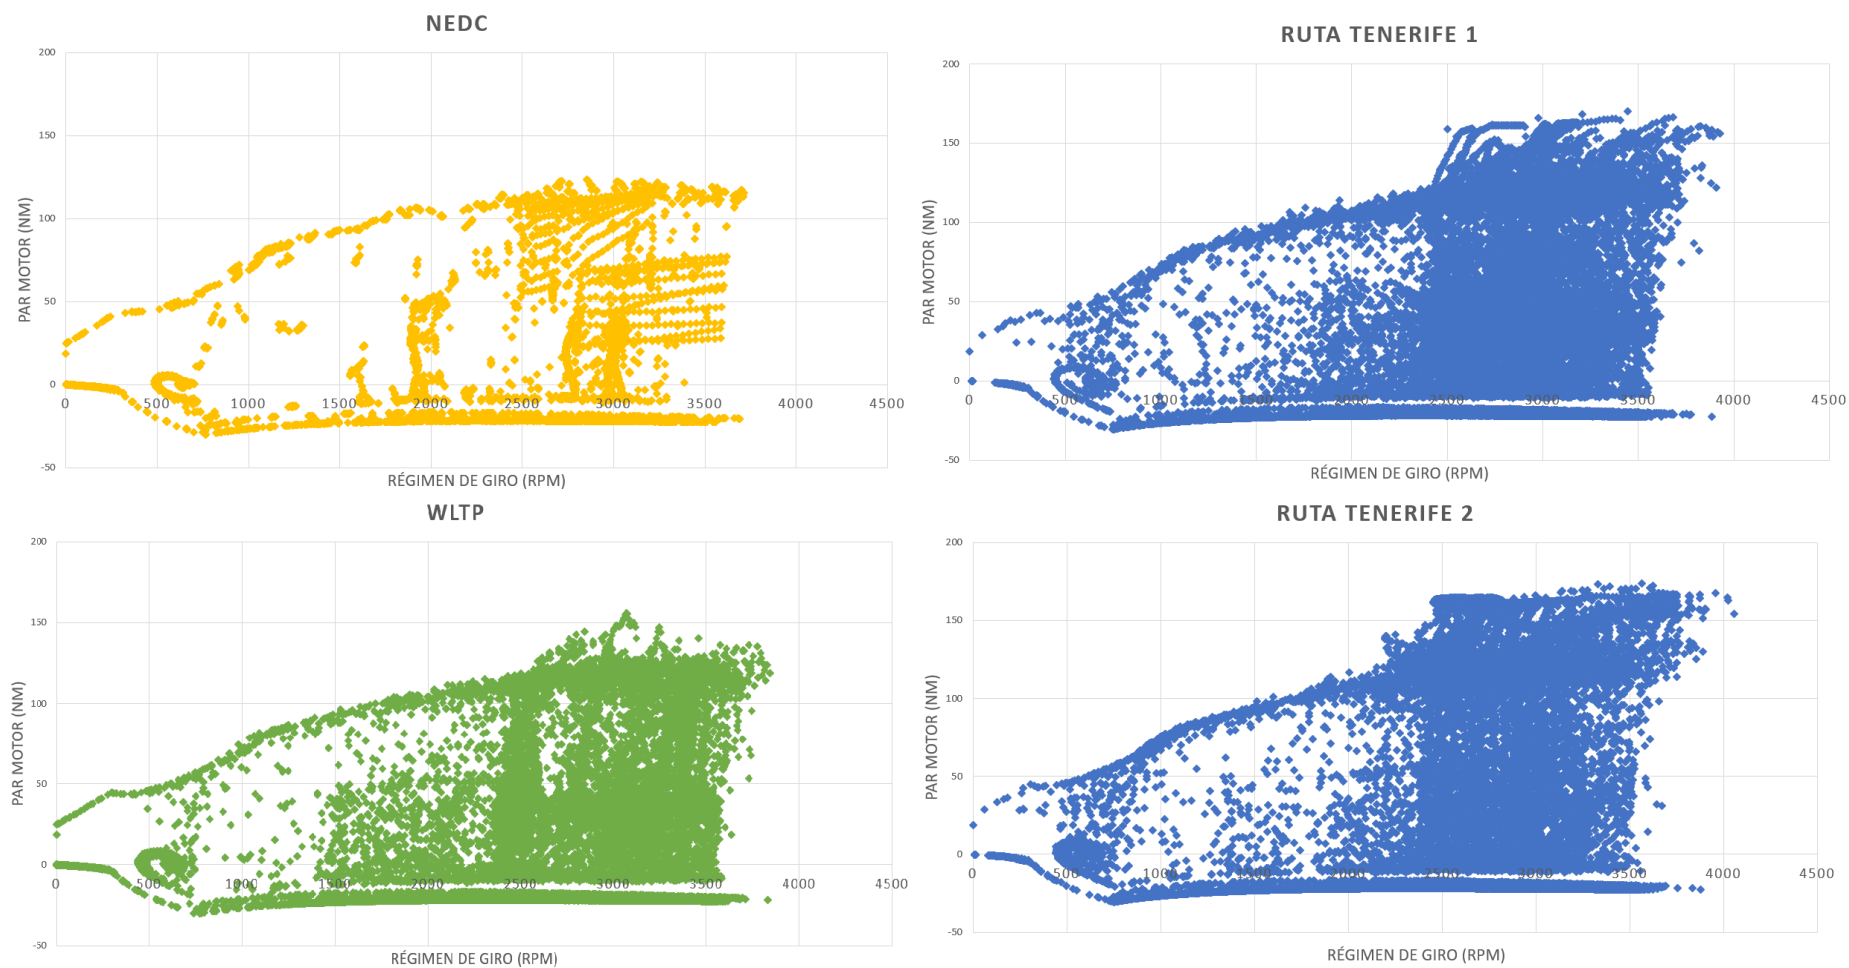 NEDC
200
150
100
50
0
-50
0 500 1000 1500 2000 2500 3000 3500 4000 4500
PAR MOTOR (NM)
RÉGIMEN DE GIRO (RPM)
RUTA TENERIFE 1
200
150
100
50
0
-50
0 500 1000 1500 2000 2500 3000 3500 4000 4500
PAR MOTOR (NM)
RÉGIMEN DE GIRO (RPM)
WLTP
200
150
100
50
0
-50
0 500 1000 1500 2000 2500 3000 3500 4000 4500
PAR MOTOR (NM)
RÉGIMEN DE GIRO (RPM)
RUTA TENERIFE 2
200
150
100
50
0
-50
0 500 1000 1500 2000 2500 3000 3500 4000 4500
PAR MOTOR (NM)
RÉGIMEN DE GIRO (RPM)